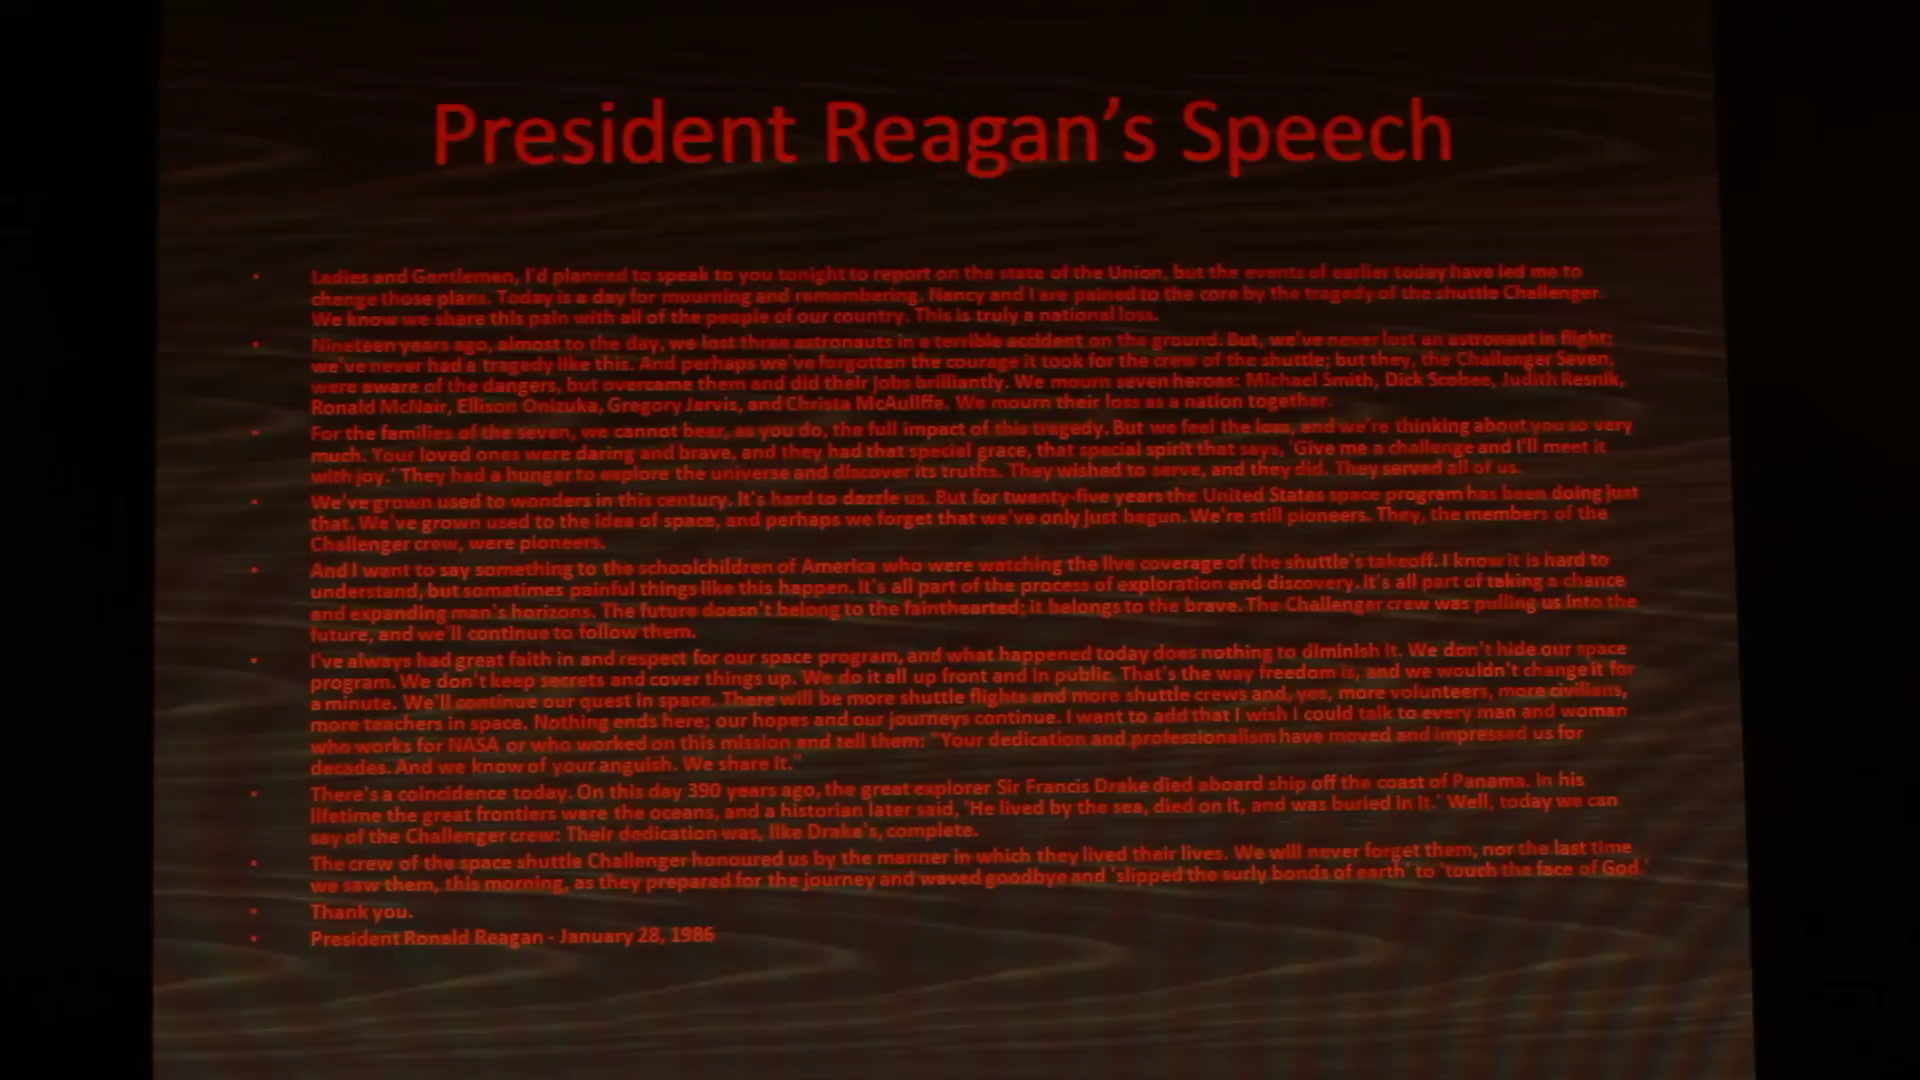 President Reagan's Speech
• Ladies and Gentlemen, I'd planned to speak to you tonight to report on the state of the Union, but the events of earlier today have led me to
change those plans. Today is a day for mourning and remembering. Nancy and I are pained to the core by the tragedy of the shuttle Challenger.
We know we share this pain with all of the people of our country. This is truly a national loss.
• Nineteen years ago, almost to the day, we lost three astronauts in a terrible accident on the ground. But, we've never lost an astronaut in flight;
we've never had a tragedy like this. And perhaps we've forgotten the courage it took for the crew of the shuttle; but they, the Challenger Seven,
were aware of the dangers, but overcame them and did their jobs brilliantly. We mourn seven heroes: Michael Smith, Dick Scobee, Judith Resnik,
Ronald McNair, Ellison Onizuka, Gregory Jarvis, and Christa McAuliffe. We mourn their loss as a nation together.
• For the families of the seven, we cannot bear, as you do, the full impact of this tragedy. But we feel the loss, and we're thinking about you so very
much. Your loved ones were daring and brave, and they had that special grace, that special spirit that says, 'Give me a challenge and I'll meet it
with joy.' They had a hunger to explore the universe and discover its truths. They wished to serve, and they did. They served all of us.
• We've grown used to wonders in this century. It's hard to dazzle us. But for twenty-five years the United States space program has been doing just
that. We've grown used to the idea of space, and perhaps we forget that we've only just begun. We're still pioneers. They, the members of the
Challenger crew, were pioneers.
• And I want to say something to the schoolchildren of America who were watching the live coverage of the shuttle's takeoff. I know it is hard to
understand, but sometimes painful things like this happen. It's all part of the process of exploration and discovery. It's all part of taking a chance
and expanding man's horizons. The future doesn't belong to the fainthearted; it belongs to the brave. The Challenger crew was pulling us into the
future, and we'll continue to follow them.
• I've always had great faith in and respect for our space program, and what happened today does nothing to diminish it. We don't hide our space
program. We don't keep secrets and cover things up. We do it all up front and in public. That's the way freedom is, and we wouldn't change it for
a minute. We'll continue our quest in space. There will be more shuttle flights and more shuttle crews and, yes, more volunteers, more civilians,
more teachers in space. Nothing ends here; our hopes and our journeys continue. I want to add that I wish I could talk to every man and woman
who works for NASA or who worked on this mission and tell them: "Your dedication and professionalism have moved and impressed us for
decades. And we know of your anguish. We share it."
• There's a coincidence today. On this day 390 years ago, the great explorer Sir Francis Drake died aboard ship off the coast of Panama. In his
lifetime the great frontiers were the oceans, and a historian later said, 'He lived by the sea, died on it, and was buried in it.' Well, today we can
say of the Challenger crew: Their dedication was, like Drake's, complete.
• The crew of the space shuttle Challenger honoured us by the manner in which they lived their lives. We will never forget them, nor the last time
we saw them, this morning, as they prepared for the journey and waved goodbye and 'slipped the surly bonds of earth' to 'touch the face of God.'
• Thank you.
• President Ronald Reagan - January 28, 1986